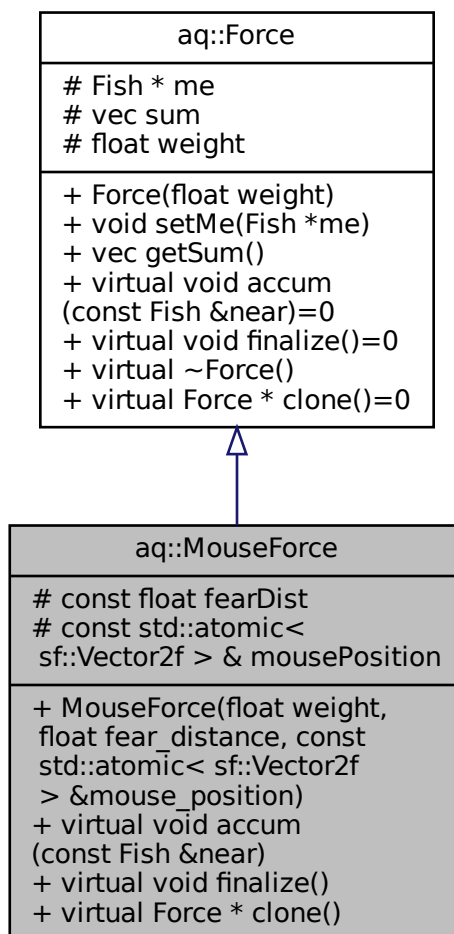 aq::Force
# Fish * me
# vec sum
# float weight
+ Force(float weight)
+ void setMe(Fish *me)
+ vec getSum()
+ virtual void accum
(const Fish &near)=0
+ virtual void finalize()=0
+ virtual ~Force()
+ virtual Force * clone()=0
aq::MouseForce
# const float fearDist
# const std::atomic<
sf::Vector2f > & mousePosition
+ MouseForce(float weight,
float fear_distance, const
std::atomic< sf::Vector2f
> &mouse_position)
+ virtual void accum
(const Fish &near)
+ virtual void finalize()
+ virtual Force * clone()